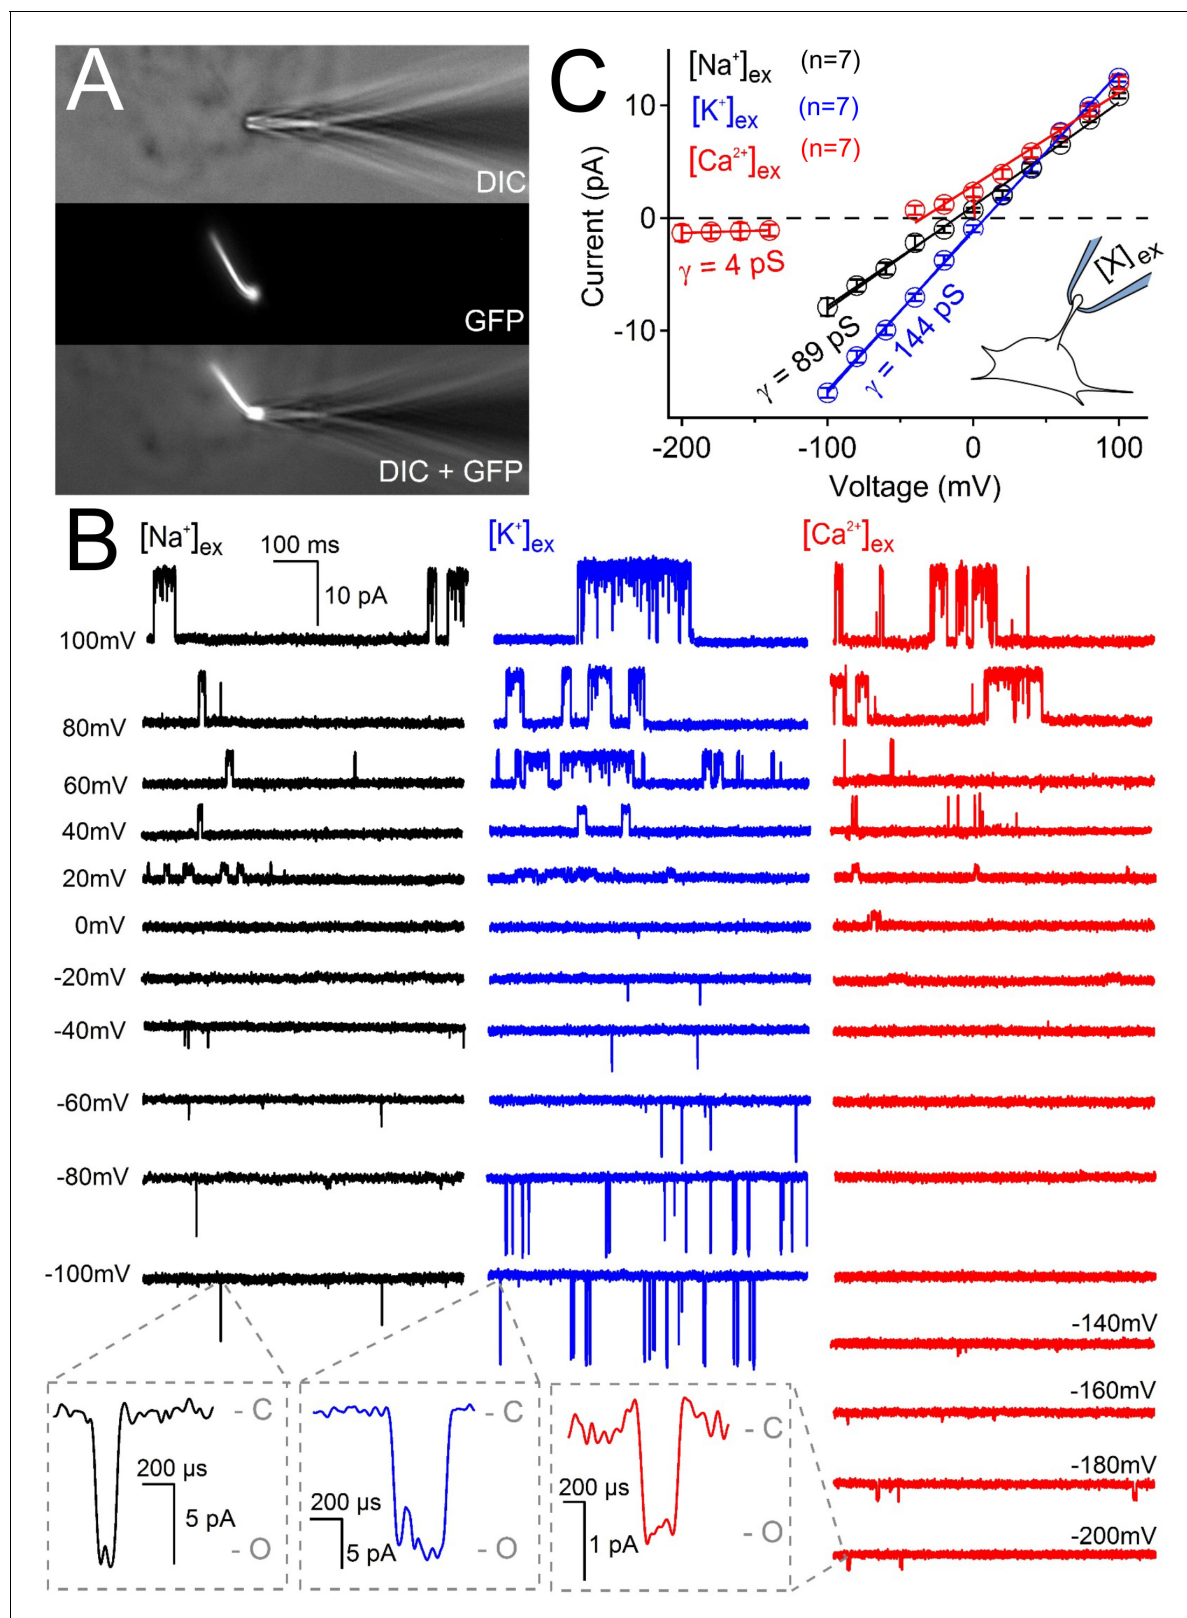 A
DIC
GFP
DIC + GFP
C
[Na⁺]ex (n=7)
[K⁺]ex (n=7)
[Ca²⁺]ex (n=7)
10
0
-10
Current (pA)
γ = 4 pS
γ = 89 pS
γ = 144 pS
[X]ex
-200
-100
0
100
Voltage (mV)
B
[Na⁺]ex
100 ms
10 pA
[K⁺]ex
[Ca²⁺]ex
100mV
80mV
60mV
40mV
20mV
0mV
-20mV
-40mV
-60mV
-80mV
-100mV
-140mV
-160mV
-180mV
-200mV
- C
200 µs
5 pA
- O
- C
200 µs
5 pA
- O
- C
200 µs
1 pA
- O